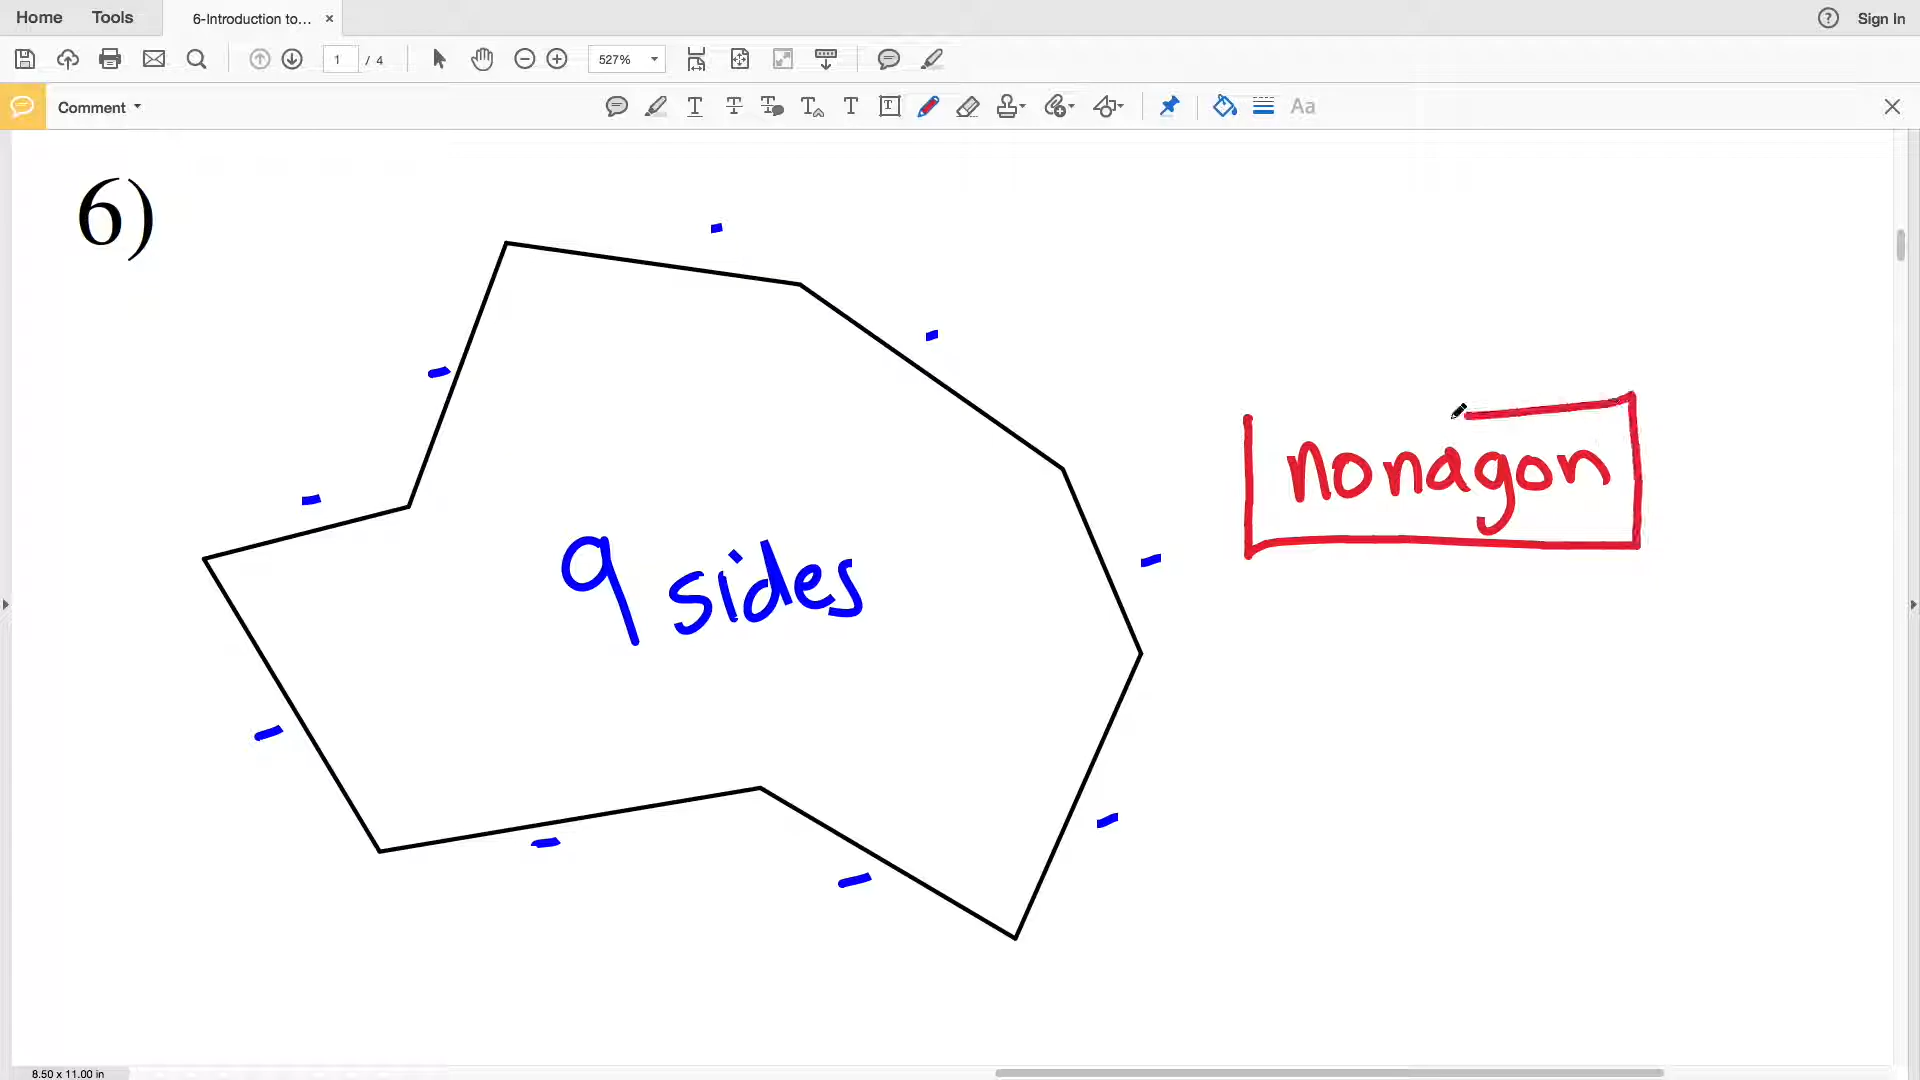 Home Tools 6-Introduction to... × ? Sign In
1 / 4 527%
Comment T T T T T T Aa
6)
nonagon
9 sides
8.50 x 11.00 in